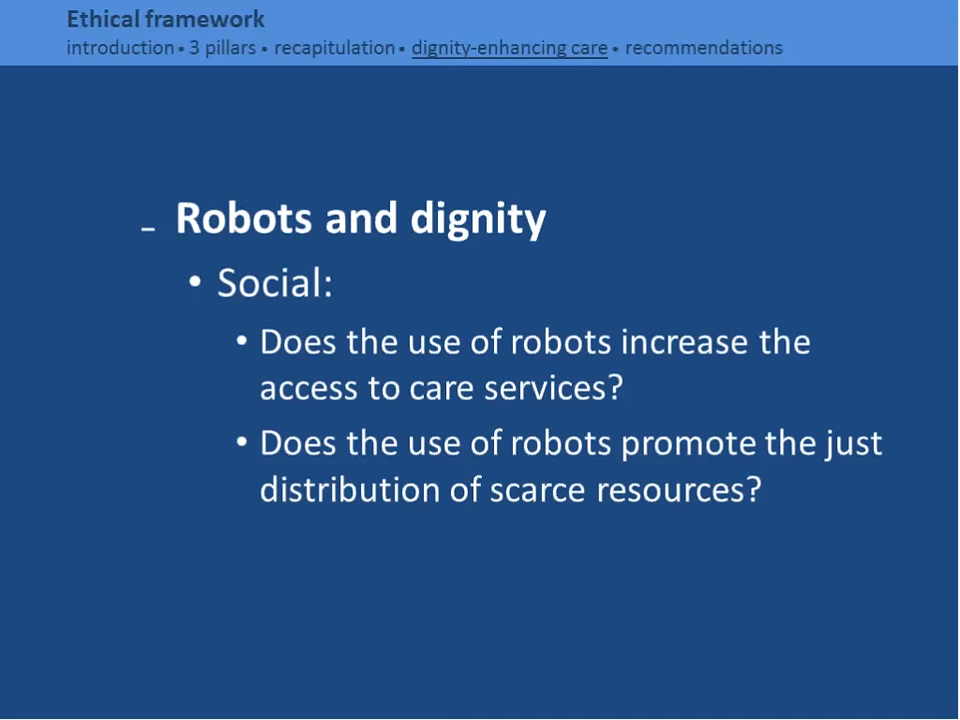 Ethical framework
introduction • 3 pillars • recapitulation • dignity-enhancing care • recommendations
– Robots and dignity
• Social:
• Does the use of robots increase the
access to care services?
• Does the use of robots promote the just
distribution of scarce resources?